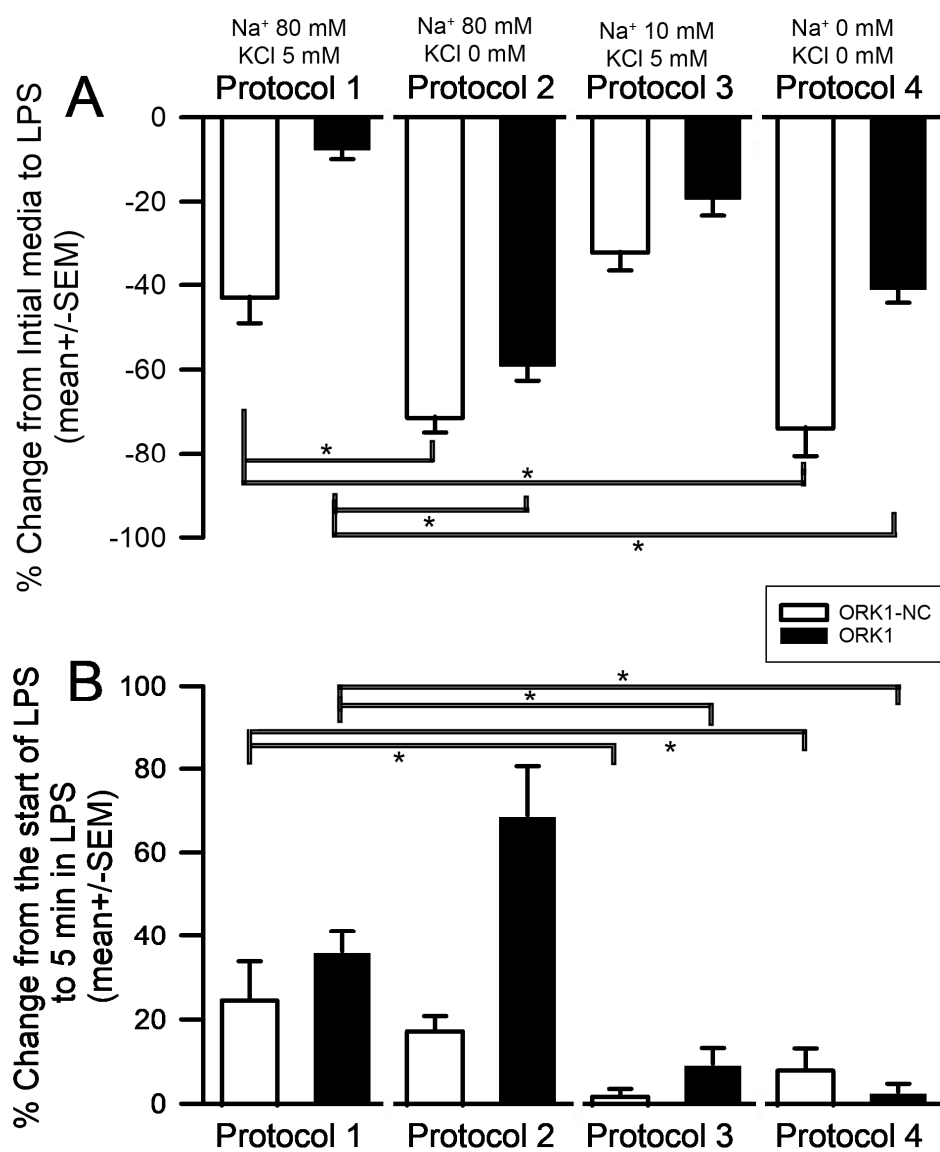 Na⁺ 80 mM
KCl 5 mM
Protocol 1
Na⁺ 80 mM
KCl 0 mM
Protocol 2
Na⁺ 10 mM
KCl 5 mM
Protocol 3
Na⁺ 0 mM
KCl 0 mM
Protocol 4
A
% Change from Intial media to LPS
(mean+/-SEM)
0
-20
-40
-60
-80
-100
*
*
*
*
ORK1-NC
ORK1
B
% Change from the start of LPS
to 5 min in LPS
(mean+/-SEM)
100
80
60
40
20
0
*
*
*
*
Protocol 1
Protocol 2
Protocol 3
Protocol 4